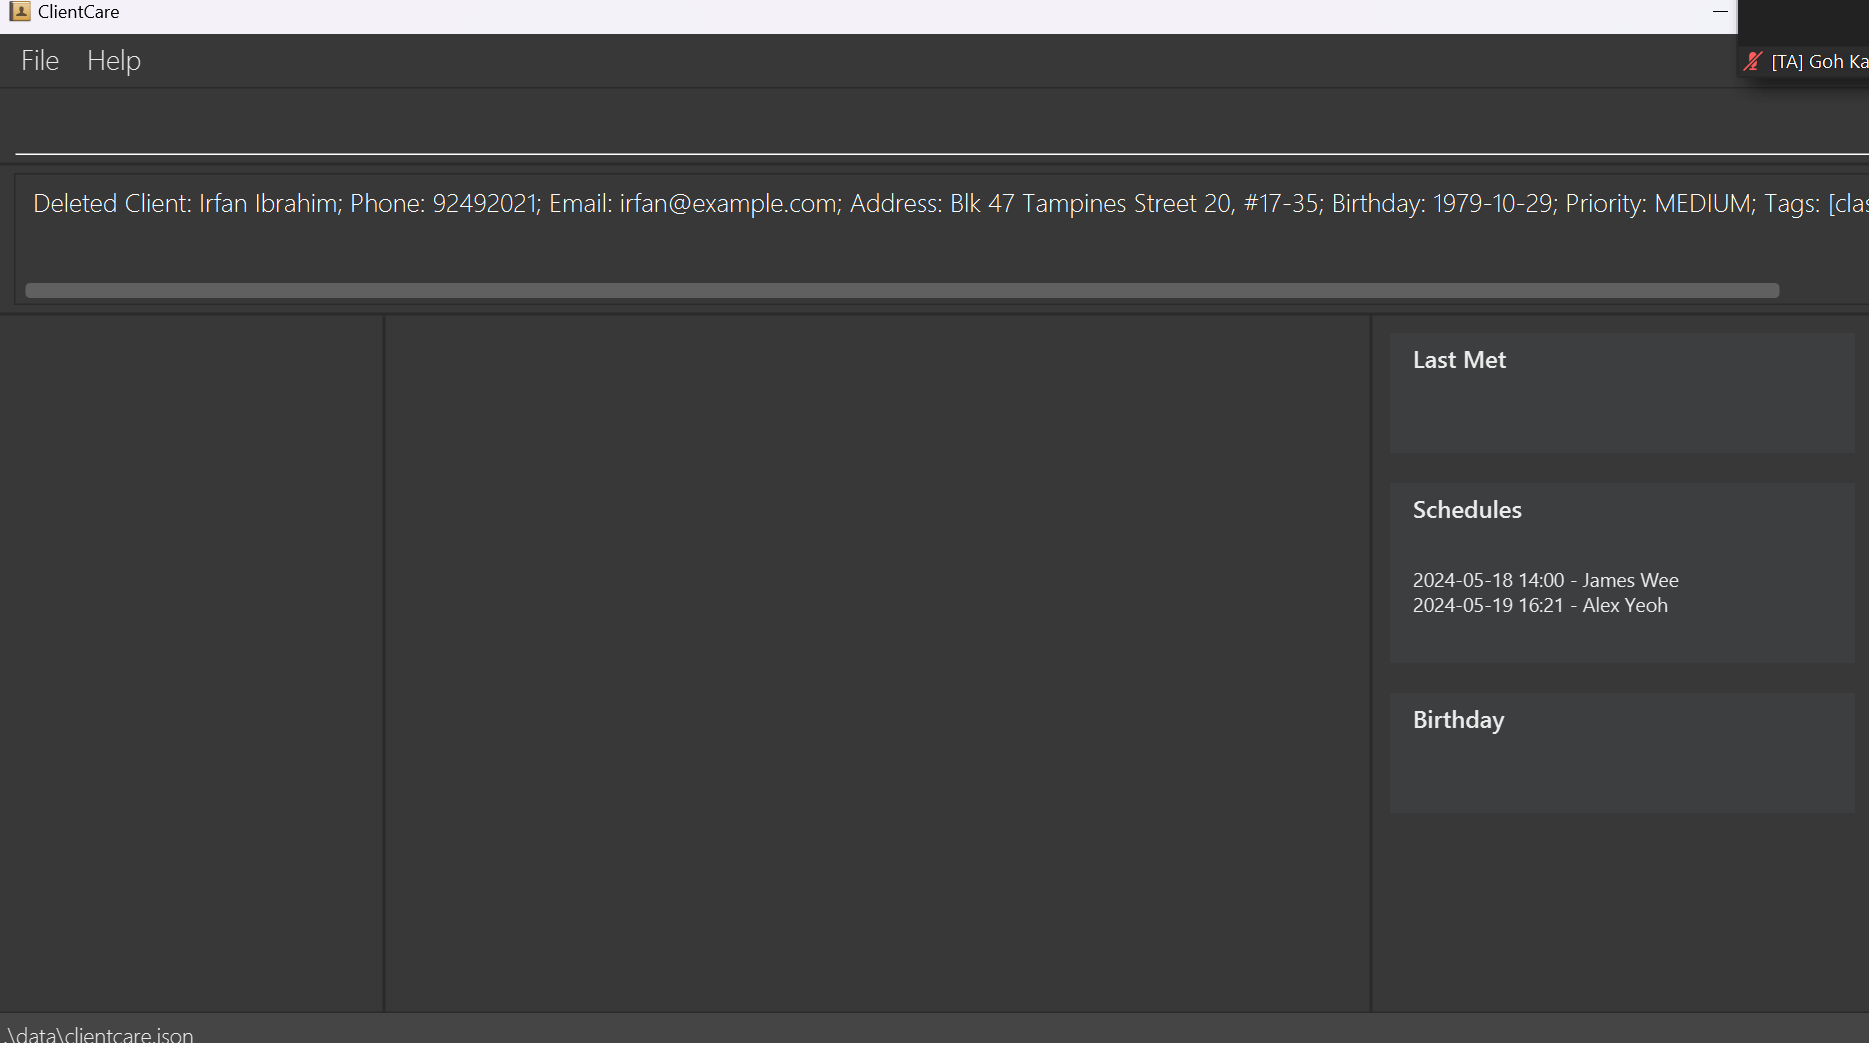 ClientCare
File Help
[TA] Goh Ka
Deleted Client: Irfan Ibrahim; Phone: 92492021; Email: irfan@example.com; Address: Blk 47 Tampines Street 20, #17-35; Birthday: 1979-10-29; Priority: MEDIUM; Tags: [clas
Last Met
Schedules
2024-05-18 14:00 - James Wee
2024-05-19 16:21 - Alex Yeoh
Birthday
.\data\clientcare.json